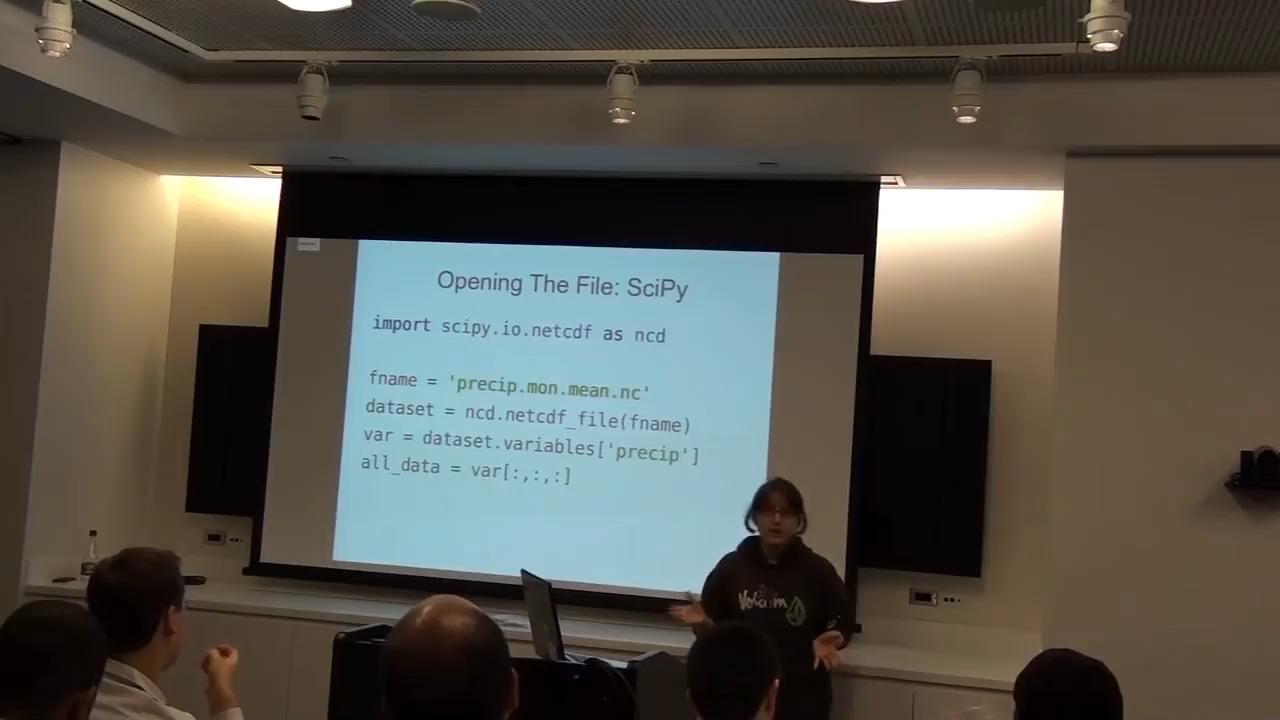 Opening The File: SciPy
import scipy.io.netcdf as ncd
fname = 'precip.mon.mean.nc'
dataset = ncd.netcdf_file(fname)
var = dataset.variables['precip']
all_data = var[:,:,:]
Volcom